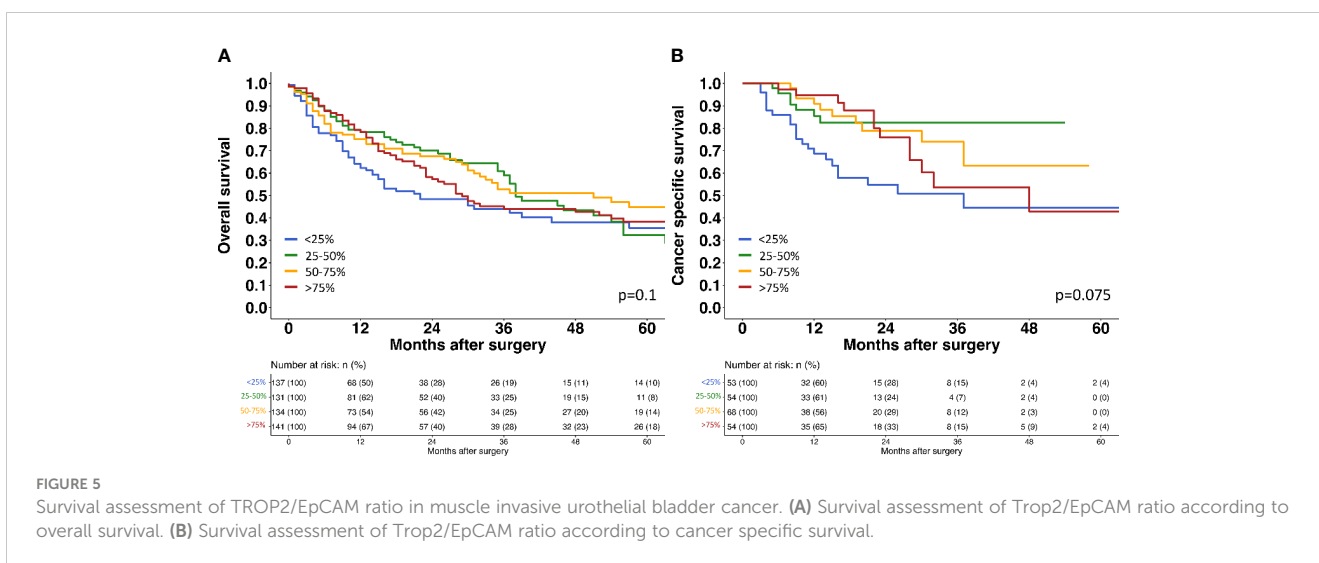 A
B
1.0
0.9
0.8
0.7
0.6
0.5
0.4
0.3
0.2
0.1
0.0
Overall survival
<25%
25-50%
50-75%
>75%
p=0.1
0 12 24 36 48 60
Months after surgery
Number at risk: n (%)
<25% 137 (100) 68 (50) 38 (28) 26 (19) 15 (11) 14 (10)
25-50% 131 (100) 81 (62) 52 (40) 33 (25) 19 (15) 11 (8)
50-75% 134 (100) 73 (54) 56 (42) 34 (25) 27 (20) 19 (14)
>75% 141 (100) 94 (67) 57 (40) 39 (28) 32 (23) 26 (18)
0 12 24 36 48 60
Months after surgery
1.0
0.9
0.8
0.7
0.6
0.5
0.4
0.3
0.2
0.1
0.0
Cancer specific survival
<25%
25-50%
50-75%
>75%
p=0.075
0 12 24 36 48 60
Months after surgery
Number at risk: n (%)
<25% 53 (100) 32 (60) 15 (28) 8 (15) 2 (4) 2 (4)
25-50% 54 (100) 33 (61) 13 (24) 4 (7) 2 (4) 0 (0)
50-75% 68 (100) 38 (56) 20 (29) 8 (12) 2 (3) 0 (0)
>75% 54 (100) 35 (65) 18 (33) 8 (15) 5 (9) 2 (4)
0 12 24 36 48 60
Months after surgery
FIGURE 5
Survival assessment of TROP2/EpCAM ratio in muscle invasive urothelial bladder cancer. (A) Survival assessment of Trop2/EpCAM ratio according to
overall survival. (B) Survival assessment of Trop2/EpCAM ratio according to cancer specific survival.